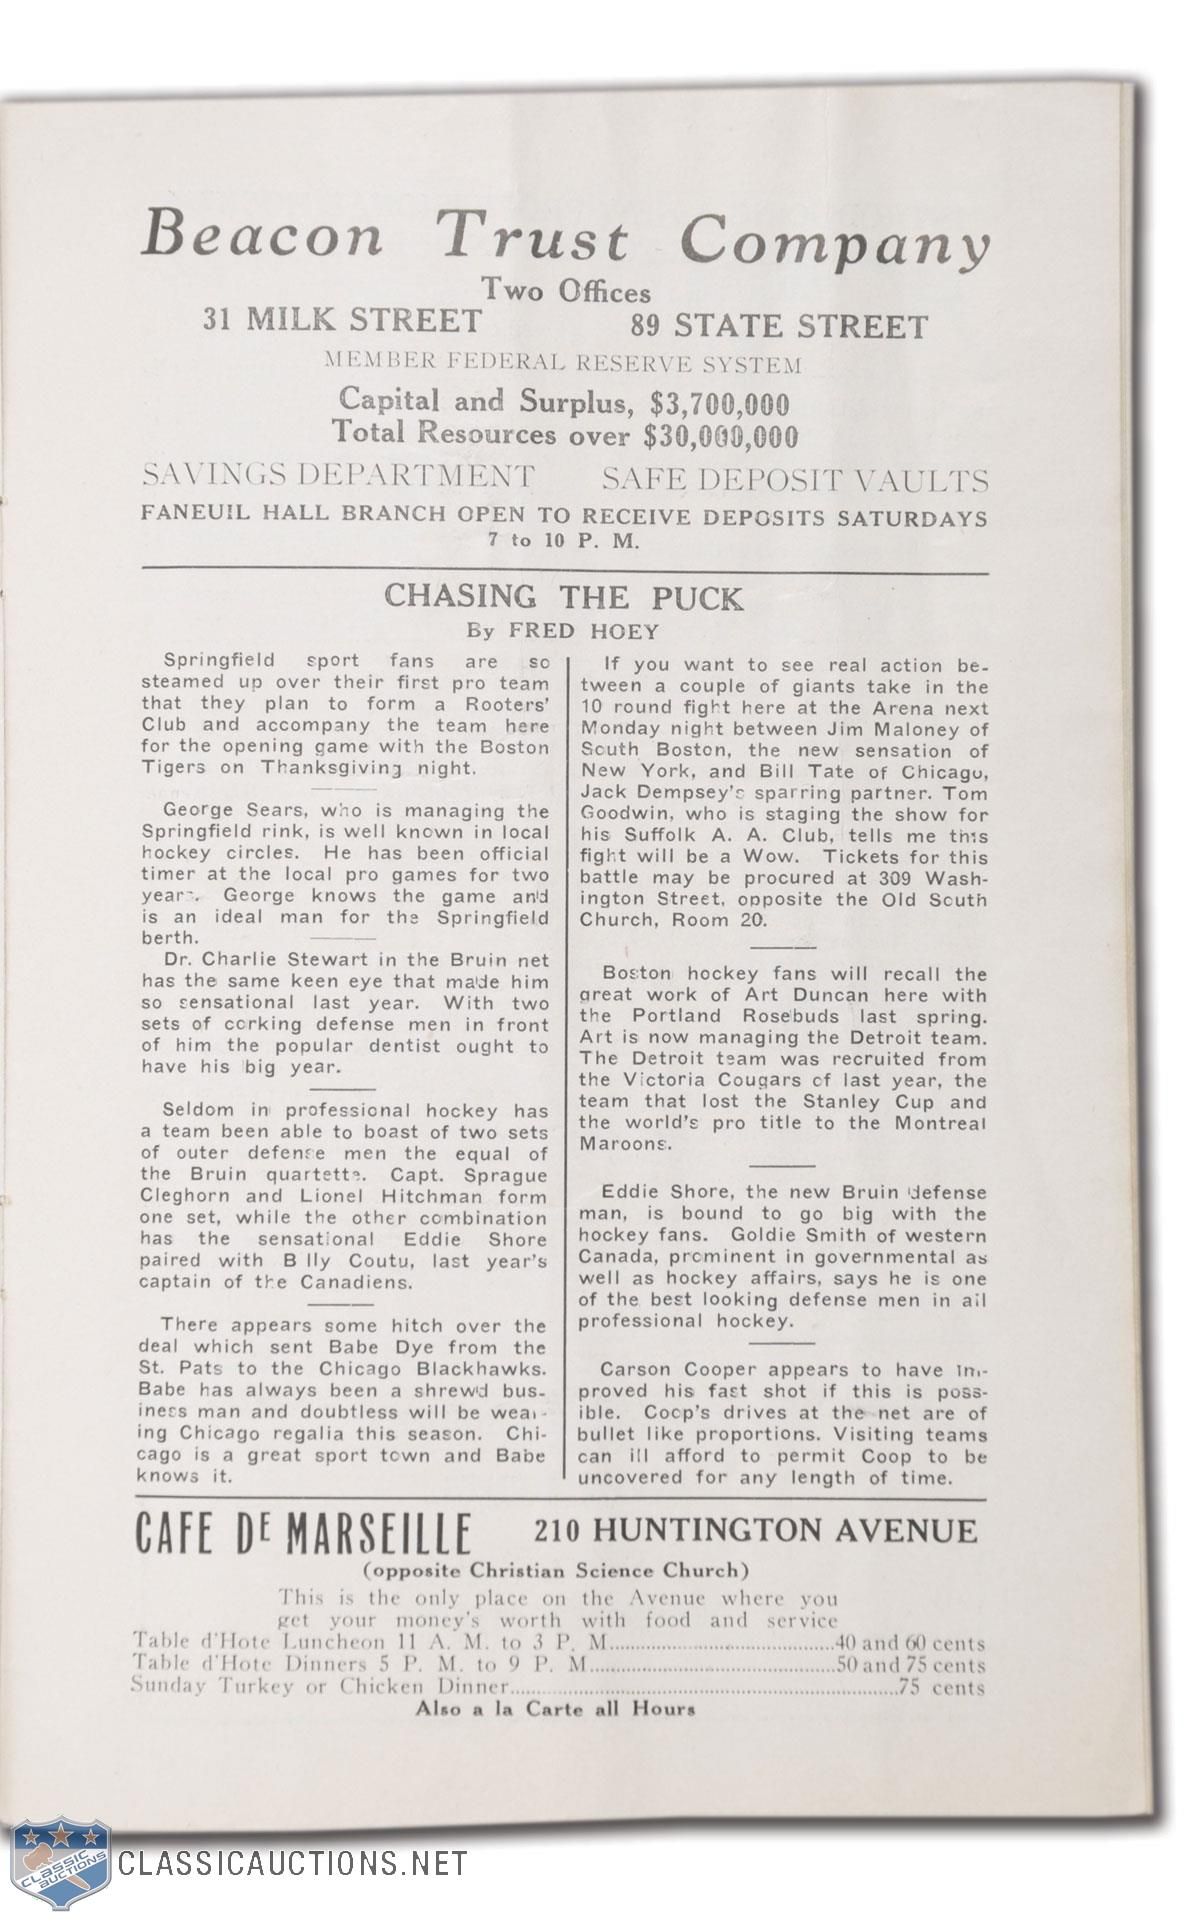 Beacon Trust Company
Two Offices
31 MILK STREET 89 STATE STREET
MEMBER FEDERAL RESERVE SYSTEM
Capital and Surplus, $3,700,000
Total Resources over $30,000,000
SAVINGS DEPARTMENT SAFE DEPOSIT VAULTS
FANEUIL HALL BRANCH OPEN TO RECEIVE DEPOSITS SATURDAYS
7 to 10 P. M.
CHASING THE PUCK
By FRED HOEY
Springfield sport fans are so
steamed up over their first pro team
that they plan to form a Rooters'
Club and accompany the team here
for the opening game with the Boston
Tigers on Thanksgiving night.
George Sears, who is managing the
Springfield rink, is well known in local
hockey circles. He has been official
timer at the local pro games for two
years. George knows the game and
is an ideal man for the Springfield
berth.
Dr. Charlie Stewart in the Bruin net
has the same keen eye that made him
so sensational last year. With two
sets of corking defense men in front
of him the popular dentist ought to
have his big year.
Seldom in professional hockey has
a team been able to boast of two sets
of outer defense men the equal of
the Bruin quartette. Capt. Sprague
Cleghorn and Lionel Hitchman form
one set, while the other combination
has the sensational Eddie Shore
paired with B lly Coutu, last year's
captain of the Canadiens.
There appears some hitch over the
deal which sent Babe Dye from the
St. Pats to the Chicago Blackhawks.
Babe has always been a shrewd bus-
iness man and doubtless will be wear-
ing Chicago regalia this season. Chi-
cago is a great sport town and Babe
knows it.
If you want to see real action be-
tween a couple of giants take in the
10 round fight here at the Arena next
Monday night between Jim Maloney of
South Boston, the new sensation of
New York, and Bill Tate of Chicago,
Jack Dempsey's sparring partner. Tom
Goodwin, who is staging the show for
his Suffolk A. A. Club, tells me this
fight will be a Wow. Tickets for this
battle may be procured at 309 Wash-
ington Street, opposite the Old South
Church, Room 20.
Boston hockey fans will recall the
great work of Art Duncan here with
the Portland Rosebuds last spring.
Art is now managing the Detroit team.
The Detroit team was recruited from
the Victoria Cougars of last year, the
team that lost the Stanley Cup and
the world's pro title to the Montreal
Maroons.
Eddie Shore, the new Bruin defense
man, is bound to go big with the
hockey fans. Goldie Smith of western
Canada, prominent in governmental as
well as hockey affairs, says he is one
of the best looking defense men in all
professional hockey.
Carson Cooper appears to have im-
proved his fast shot if this is poss-
ible. Coop's drives at the net are of
bullet like proportions. Visiting teams
can ill afford to permit Coop to be
uncovered for any length of time.
CAFE DE MARSEILLE 210 HUNTINGTON AVENUE
(opposite Christian Science Church)
This is the only place on the Avenue where you
get your money's worth with food and service
Table d'Hote Luncheon 11 A. M. to 3 P. M. 40 and 60 cents
Table d'Hote Dinners 5 P. M. to 9 P. M. 50 and 75 cents
Sunday Turkey or Chicken Dinner 75 cents
Also a la Carte all Hours
CLASSIC AUCTIONS CLASSICAUCTIONS.NET